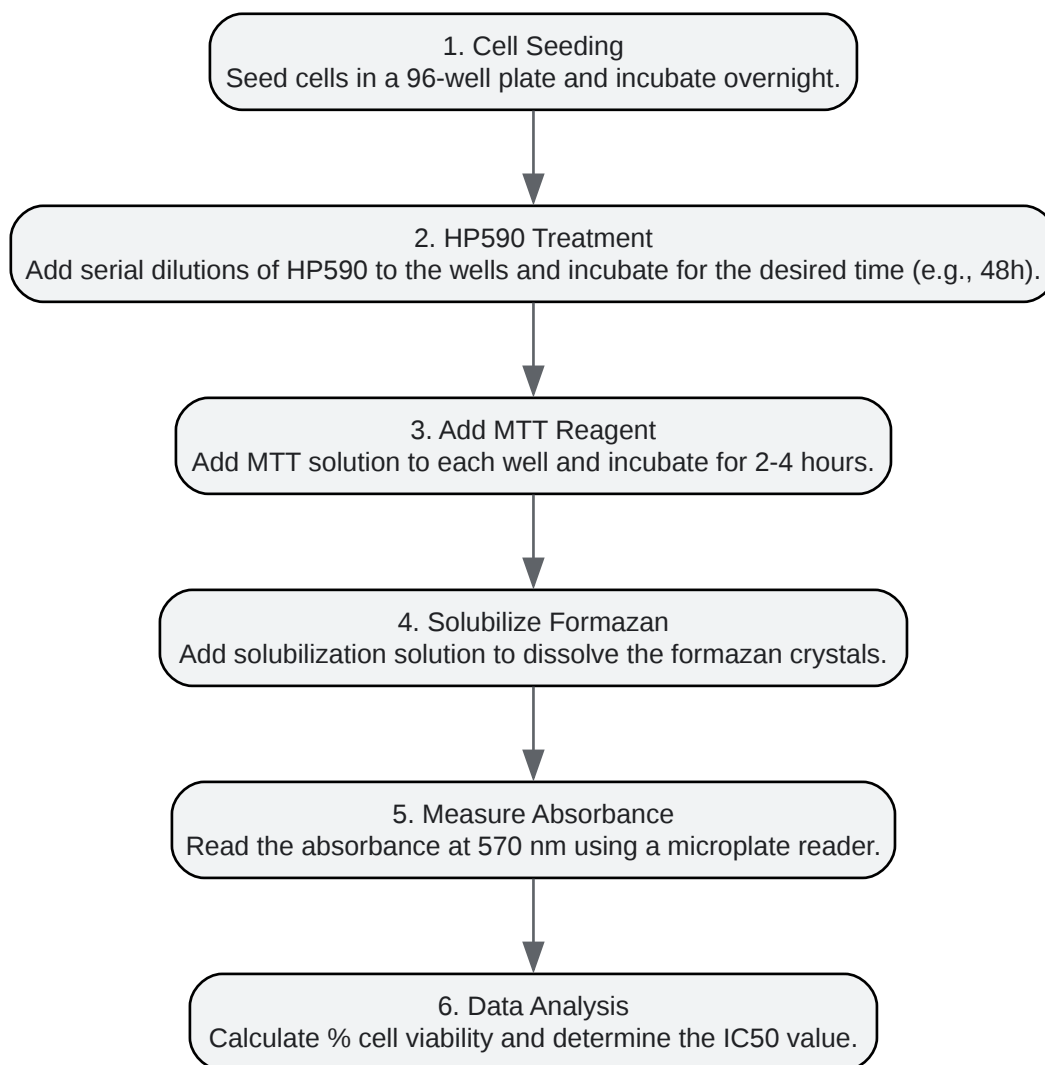 1. Cell Seeding
Seed cells in a 96-well plate and incubate overnight.
2. HP590 Treatment
Add serial dilutions of HP590 to the wells and incubate for the desired time (e.g., 48h).
3. Add MTT Reagent
Add MTT solution to each well and incubate for 2-4 hours.
4. Solubilize Formazan
Add solubilization solution to dissolve the formazan crystals.
5. Measure Absorbance
Read the absorbance at 570 nm using a microplate reader.
6. Data Analysis
Calculate % cell viability and determine the IC50 value.